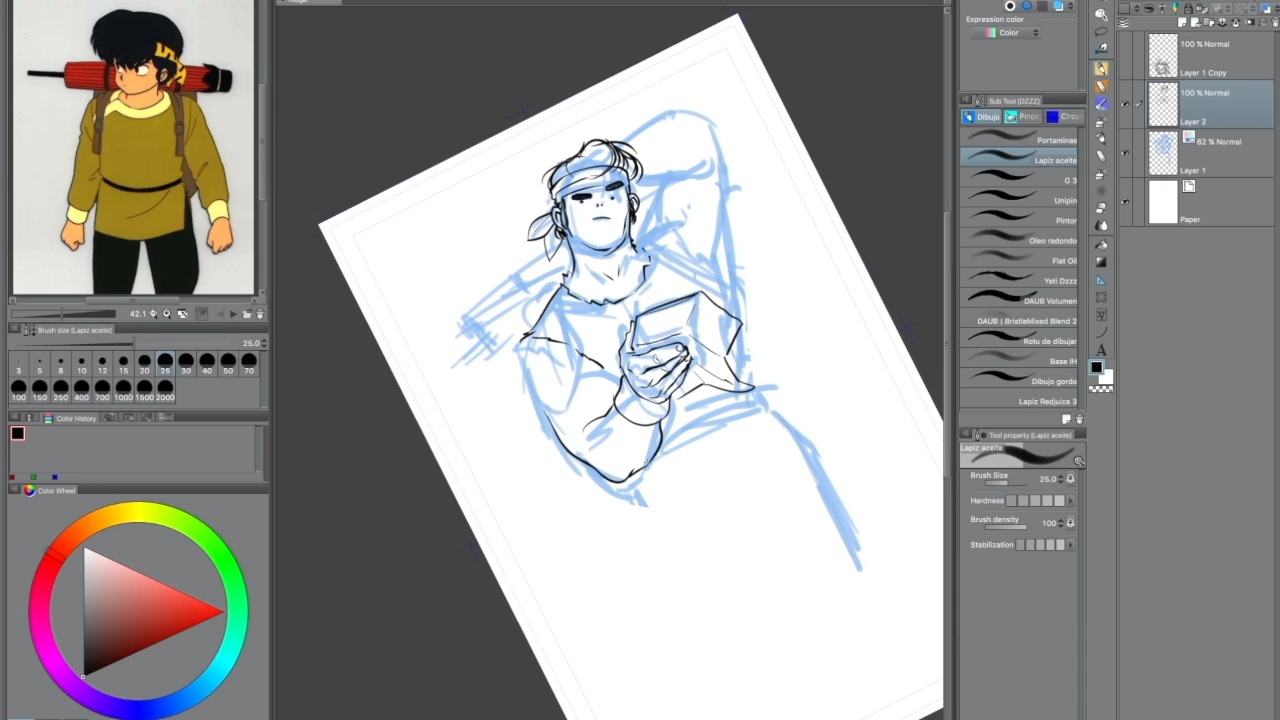 42.1
Brush size [Lapiz aceite]
25.0
3 5 8 10 12 15 20 25 30 40 50 70
100 150 250 400 700 1000 1500 2000
Color History
Color Wheel
Expression color
Color
Sub Tool (DZZZ)
Dibujo Pince Circu
Portaminas
Lapiz aceite
G 3
Unipin
Pintor
Oleo redondo
Flat Oil
Yeti Dzzz
DAUB Volumen
DAUB | BristleMixed Blend 2
Rotu de dibujar
Base IH
Dibujo gordo
Lapiz Redjuice 3
Tool property [Lapiz aceite]
Lapiz aceite
Brush Size 25.0
Hardness
Brush density 100
Stabilization
A
100 % Normal
Layer 1 Copy
100 % Normal
Layer 2
62 % Normal
Layer 1
Paper